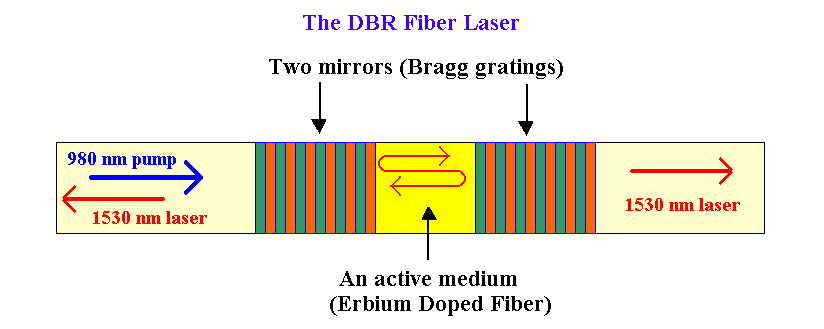 The DBR Fiber Laser
Two mirrors (Bragg gratings)
980 nm pump
1530 nm laser
1530 nm laser
An active medium
(Erbium Doped Fiber)